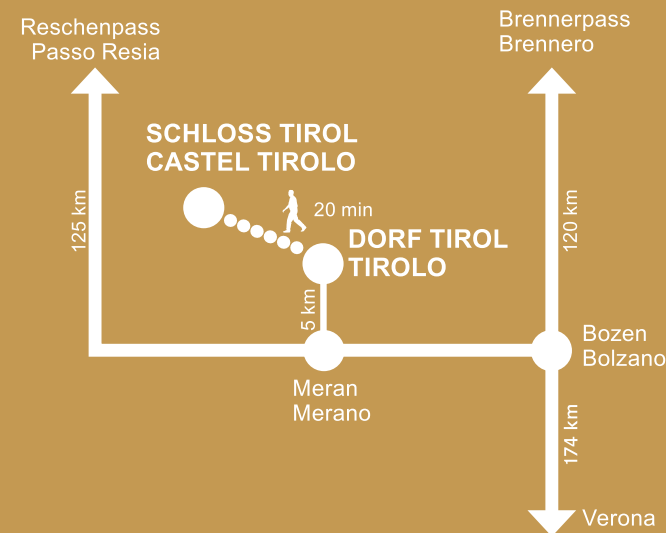 Reschenpass
Passo Resia
Brennerpass
Brennero
SCHLOSS TIROL
CASTEL TIROLO
125 km
20 min
120 km
DORF TIROL
TIROLO
5 km
Bozen
Bolzano
Meran
Merano
174 km
Verona